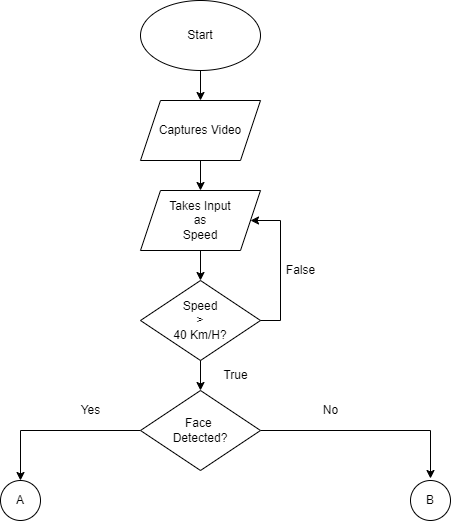 Start
Captures Video
Takes Input
as
Speed
False
Speed
>
40 Km/H?
True
Yes
No
Face
Detected?
A
B